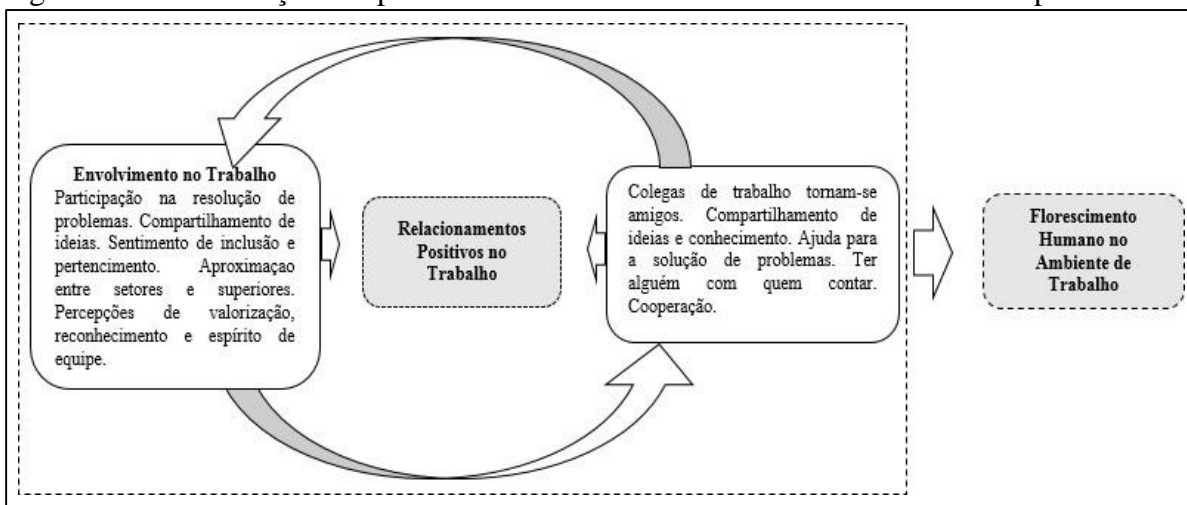 Envolvimento no Trabalho
Participação na resolução de
problemas. Compartilhamento de
ideias. Sentimento de inclusão e
pertencimento. Aproximaçao
entre setores e superiores.
Percepções de valorização,
reconhecimento e espírito de
equipe.
Relacionamentos
Positivos no
Trabalho
Colegas de trabalho tornam-se
amigos. Compartilhamento de
ideias e conhecimento. Ajuda para
a solução de problemas. Ter
alguém com quem contar.
Cooperação.
Florescimento
Humano no
Ambiente de
Trabalho